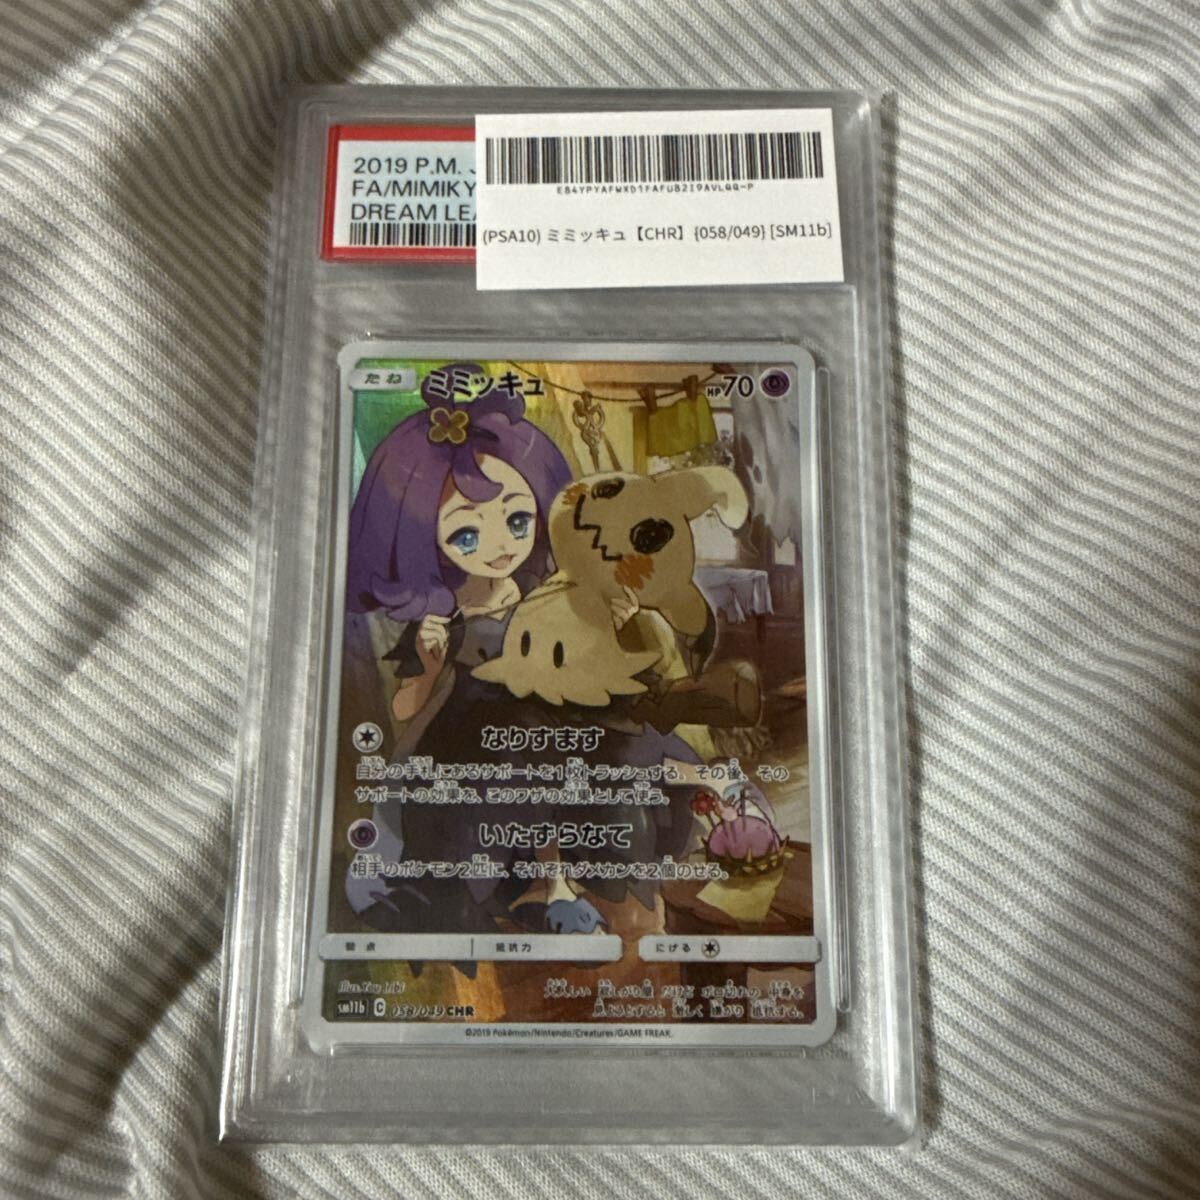 2019 P.M. J
FA/MIMIKY
DREAM LEA
EB4YPYAFWXD1FAFUB2I9AVLQQ-P
(PSA10) ミミッキュ【CHR】{058/049} [SM11b]
たね ミミッキュ HP70
なりすます
自分の手札にあるサポートを1枚トラッシュする。その後、その
サポートの効果を、このワザの効果として使う。
いたずらなて
相手のポケモン2匹に、それぞれダメカンを2個のせる。
弱点 抵抗力 にげる
Illus. You Iribi
sm11b C 058/049 CHR
©2019 Pokémon/Nintendo/Creatures/GAME FREAK.